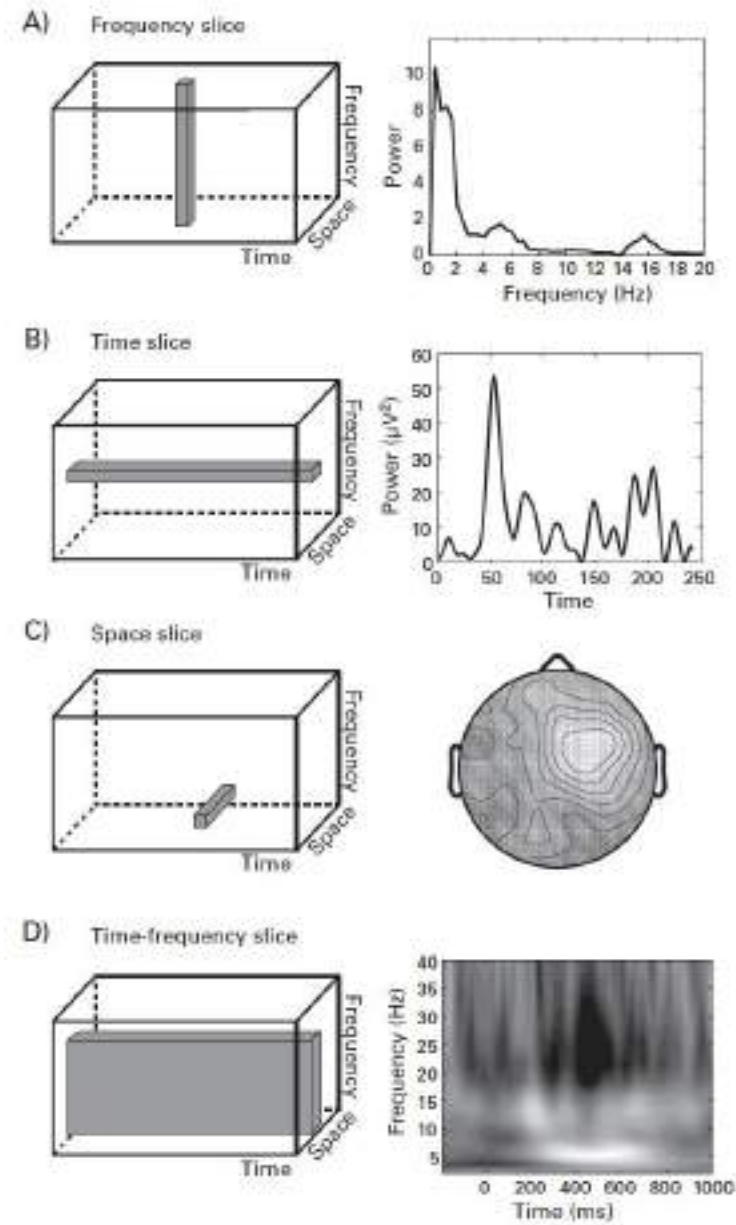 A) Frequency slice
Frequency
Space
Time
Power
10
8
6
4
2
0
0 2 4 6 8 10 12 14 16 18 20
Frequency (Hz)
B) Time slice
Frequency
Space
Time
Power (µV²)
60
50
40
30
20
10
0
0 50 100 150 200 250
Time
C) Space slice
Frequency
Space
Time
D) Time-frequency slice
Frequency
Space
Time
Frequency (Hz)
40
35
30
25
20
15
10
5
0 200 400 600 800 1000
Time (ms)